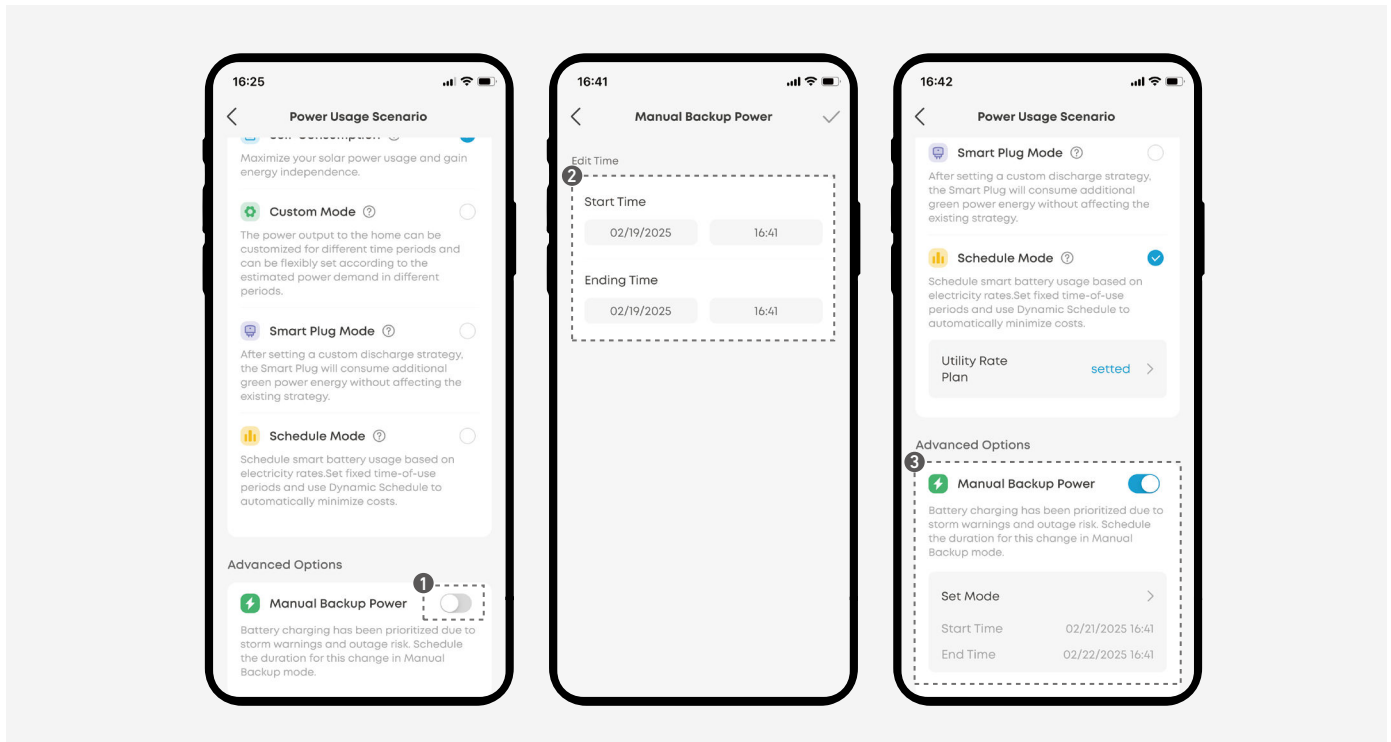 16:25
Power Usage Scenario
Self-Consumption
Maximize your solar power usage and gain
energy independence.
Custom Mode ?
The power output to the home can be
customized for different time periods and
can be flexibly set according to the
estimated power demand in different
periods.
Smart Plug Mode ?
After setting a custom discharge strategy,
the Smart Plug will consume additional
green power energy without affecting the
existing strategy.
Schedule Mode ?
Schedule smart battery usage based on
electricity rates.Set fixed time-of-use
periods and use Dynamic Schedule to
automatically minimize costs.
Advanced Options
1
Manual Backup Power
Battery charging has been prioritized due to
storm warnings and outage risk. Schedule
the duration for this change in Manual
Backup mode.
16:41
Manual Backup Power
Edit Time
2
Start Time
02/19/2025 16:41
Ending Time
02/19/2025 16:41
16:42
Power Usage Scenario
Smart Plug Mode ?
After setting a custom discharge strategy,
the Smart Plug will consume additional
green power energy without affecting the
existing strategy.
Schedule Mode ?
Schedule smart battery usage based on
electricity rates.Set fixed time-of-use
periods and use Dynamic Schedule to
automatically minimize costs.
Utility Rate
Plan
setted
Advanced Options
3
Manual Backup Power
Battery charging has been prioritized due to
storm warnings and outage risk. Schedule
the duration for this change in Manual
Backup mode.
Set Mode
Start Time 02/21/2025 16:41
End Time 02/22/2025 16:41